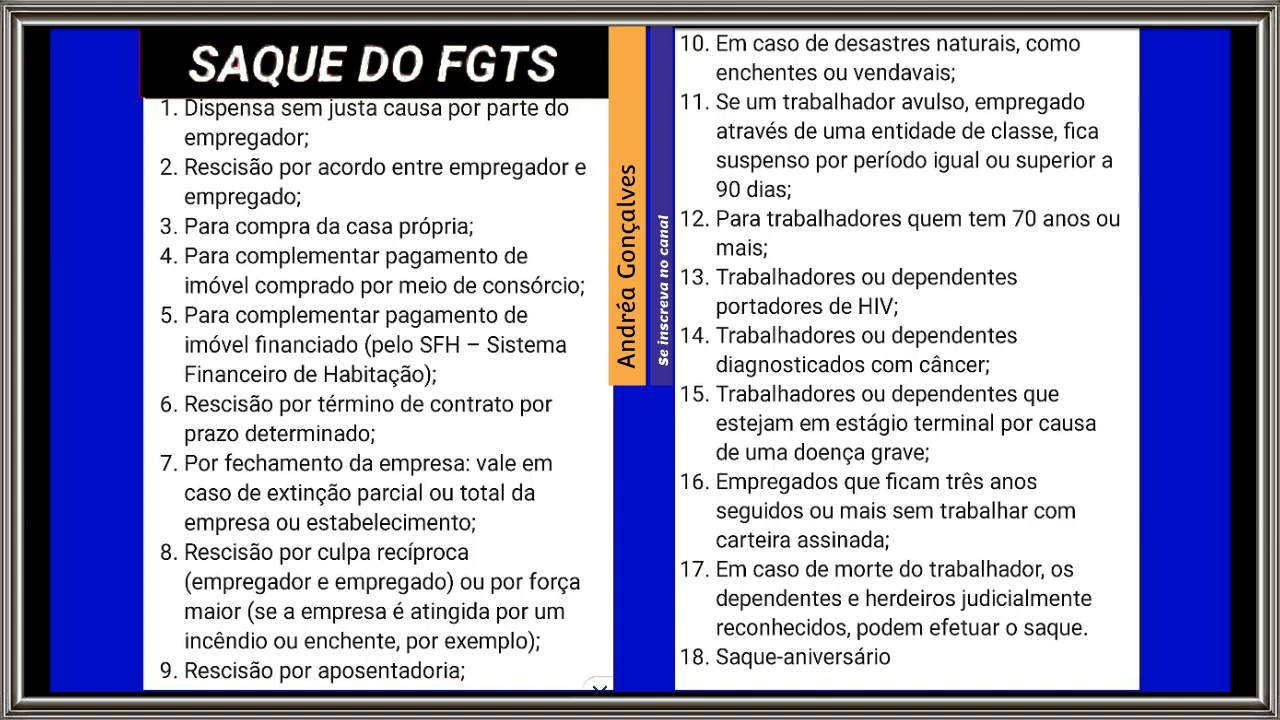 SAQUE DO FGTS
1. Dispensa sem justa causa por parte do
empregador;
2. Rescisão por acordo entre empregador e
empregado;
3. Para compra da casa própria;
4. Para complementar pagamento de
imóvel comprado por meio de consórcio;
5. Para complementar pagamento de
imóvel financiado (pelo SFH – Sistema
Financeiro de Habitação);
6. Rescisão por término de contrato por
prazo determinado;
7. Por fechamento da empresa: vale em
caso de extinção parcial ou total da
empresa ou estabelecimento;
8. Rescisão por culpa recíproca
(empregador e empregado) ou por força
maior (se a empresa é atingida por um
incêndio ou enchente, por exemplo);
9. Rescisão por aposentadoria;
Andréa Gonçalves
se inscreva no canal
10. Em caso de desastres naturais, como
enchentes ou vendavais;
11. Se um trabalhador avulso, empregado
através de uma entidade de classe, fica
suspenso por período igual ou superior a
90 dias;
12. Para trabalhadores quem tem 70 anos ou
mais;
13. Trabalhadores ou dependentes
portadores de HIV;
14. Trabalhadores ou dependentes
diagnosticados com câncer;
15. Trabalhadores ou dependentes que
estejam em estágio terminal por causa
de uma doença grave;
16. Empregados que ficam três anos
seguidos ou mais sem trabalhar com
carteira assinada;
17. Em caso de morte do trabalhador, os
dependentes e herdeiros judicialmente
reconhecidos, podem efetuar o saque.
18. Saque-aniversário